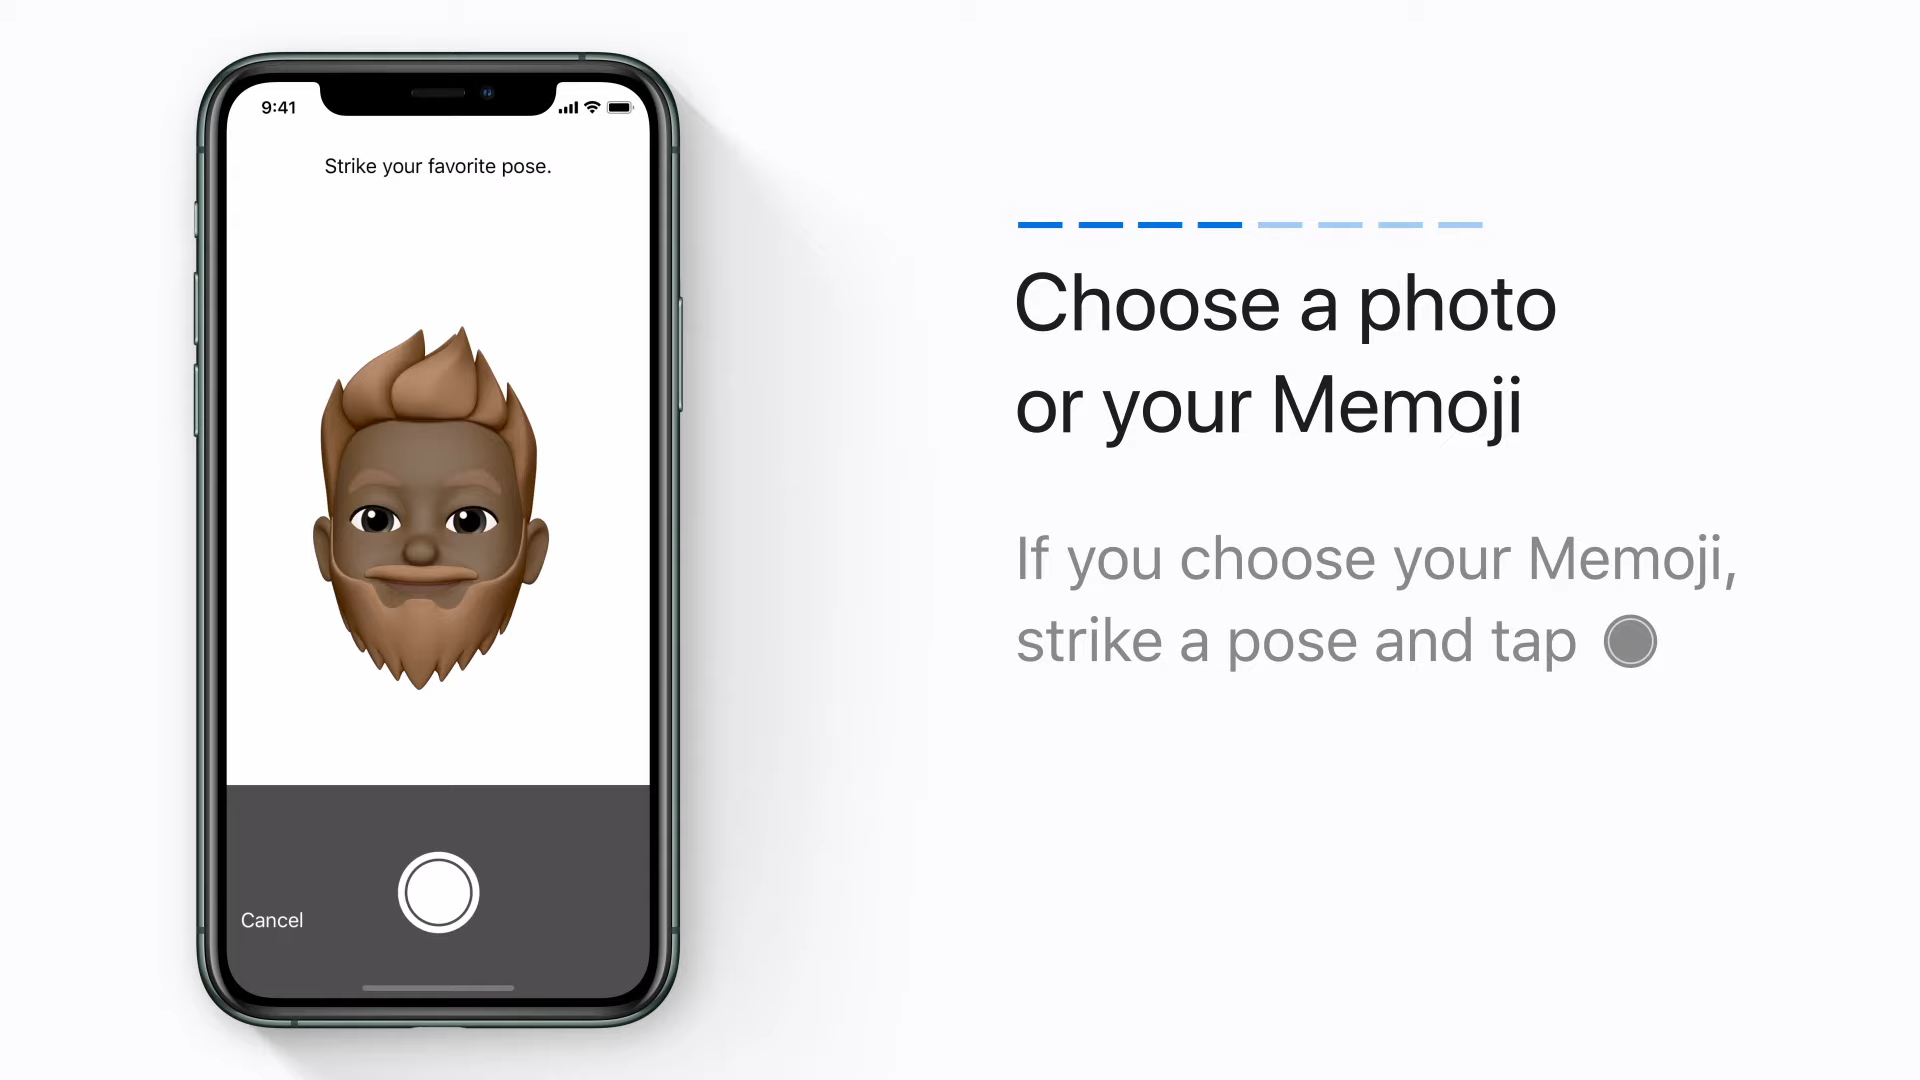 9:41
Strike your favorite pose.
Cancel
Choose a photo
or your Memoji
If you choose your Memoji,
strike a pose and tap